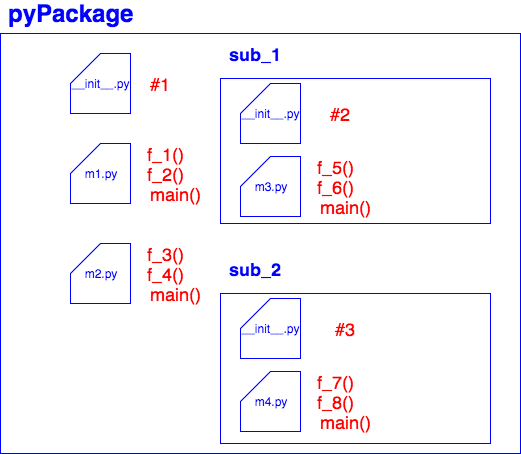 pyPackage
__init__.py
#1
m1.py
f_1()
f_2()
main()
m2.py
f_3()
f_4()
main()
sub_1
__init__.py
#2
m3.py
f_5()
f_6()
main()
sub_2
__init__.py
#3
m4.py
f_7()
f_8()
main()